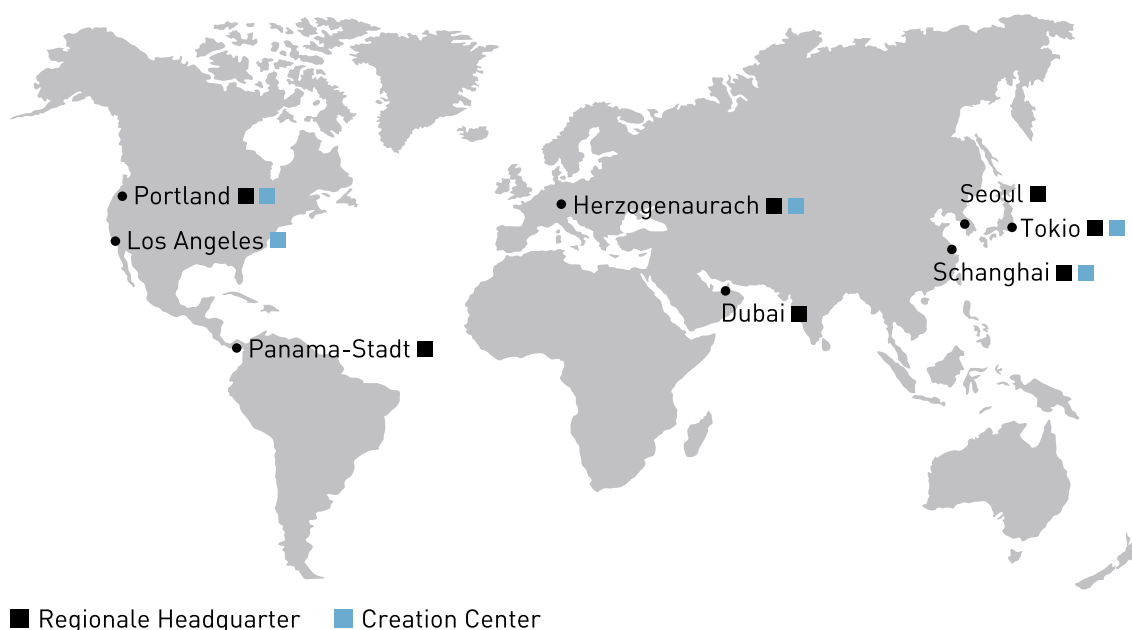 Portland
Los Angeles
Panama-Stadt
Herzogenaurach
Dubai
Seoul
Tokio
Schanghai
Regionale Headquarter
Creation Center